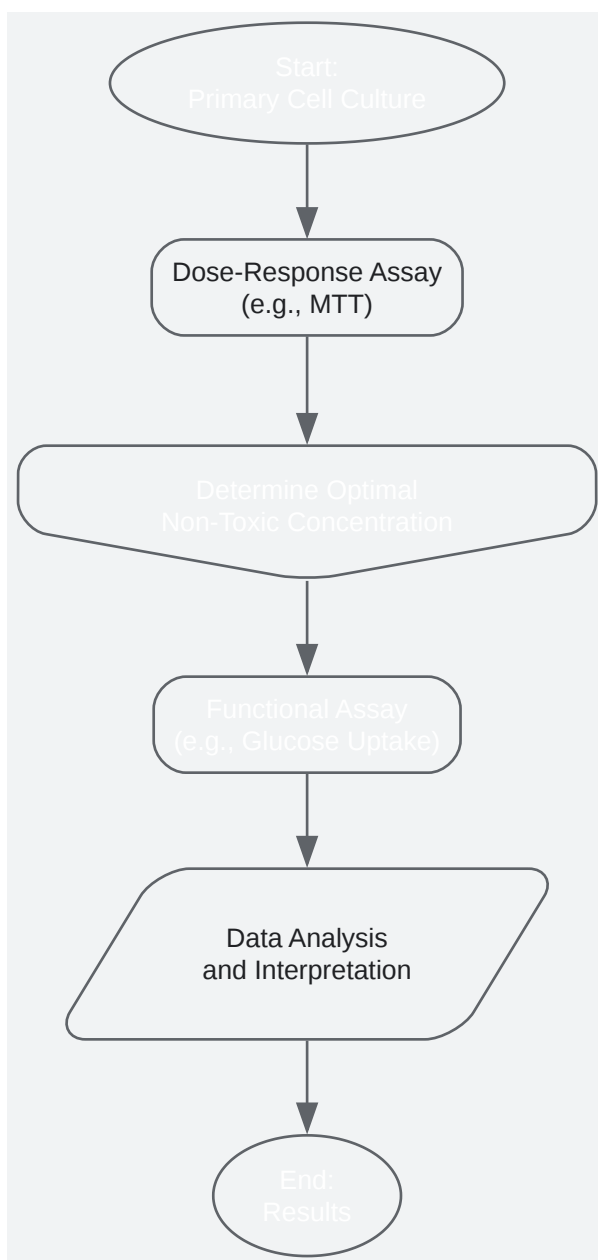 Start:
Primary Cell Culture
Dose-Response Assay
(e.g., MTT)
Determine Optimal
Non-Toxic Concentration
Functional Assay
(e.g., Glucose Uptake)
Data Analysis
and Interpretation
End:
Results